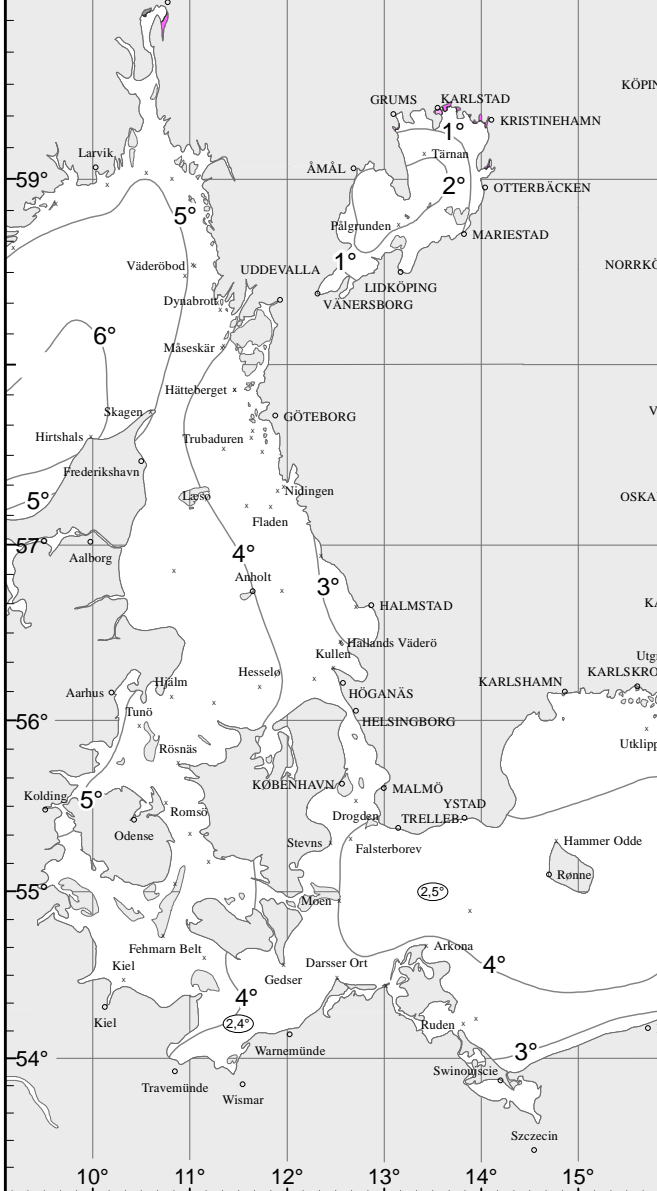 KÖPIN
GRUMS
KARLSTAD
KRISTINEHAMN
1°
Larvik
Tärnan
59°
ÅMÅL
2°
OTTERBÄCKEN
5°
Pålgrunden
MARIESTAD
Väderöbod
1°
NORRKÖ
UDDEVALLA
LIDKÖPING
Dynabrott
VÄNERSBORG
6°
Måseskär
Hätteberget
Skagen
GÖTEBORG
V
Hirtshals
Trubaduren
Frederikshavn
5°
Læsø
Nidingen
OSKA
Fladen
57°
Aalborg
4°
Anholt
3°
HALMSTAD
KA
Hallands Väderö
Kullen
Utgr
Hesselø
KARLSKRO
Hjälm
KARLSHAMN
Aarhus
HÖGANÄS
Tunö
56°
HELSINGBORG
Utklipp
Rösnäs
KØBENHAVN
MALMÖ
Kolding
5°
YSTAD
Romsö
Drogden
TRELLEB.
Odense
Stevns
Falsterborev
Hammer Odde
Rønne
55°
2,5°
Moen
Fehmarn Belt
Arkona
Kiel
Darsser Ort
4°
Gedser
4°
Kiel
2,4°
Ruden
Warnemünde
3°
54°
Swinoujscie
Travemünde
Wismar
Szczecin
10°
11°
12°
13°
14°
15°